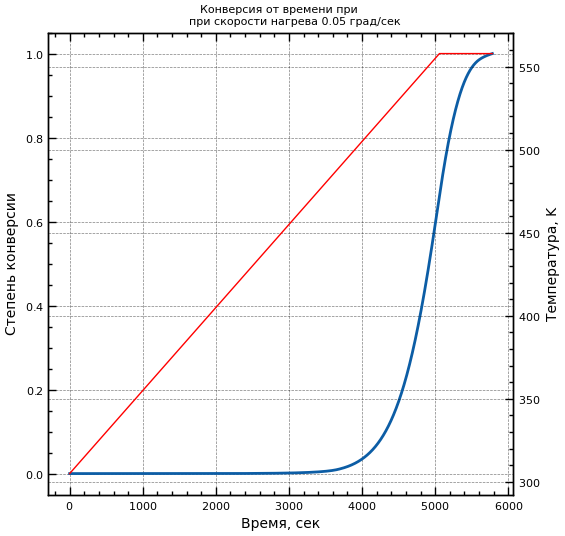 Конверсия от времени при
при скорости нагрева 0.05 град/сек
Степень конверсии
1.0
0.8
0.6
0.4
0.2
0.0
550
500
450
400
350
300
Температура, K
0 1000 2000 3000 4000 5000 6000
Время, сек